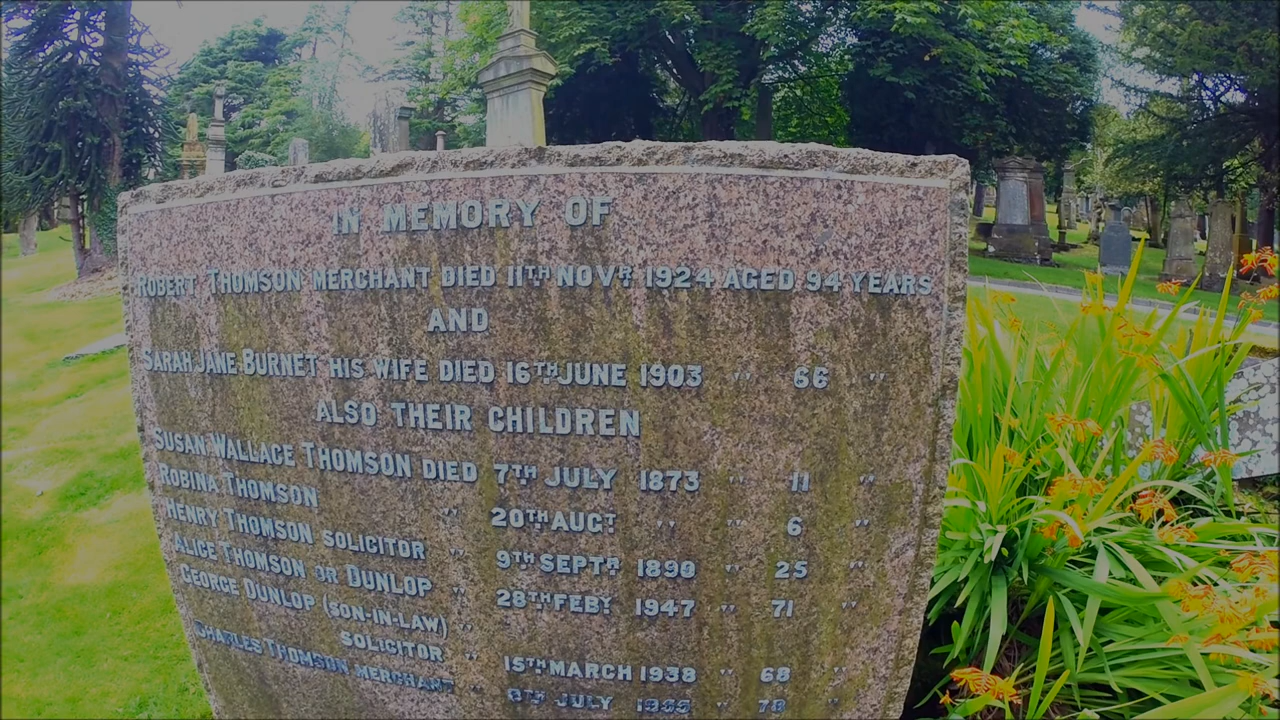 IN MEMORY OF
ROBERT THOMSON MERCHANT DIED 11TH NOVR 1924 AGED 94 YEARS
AND
SARAH JANE BURNET HIS WIFE DIED 16TH JUNE 1903 " 66 "
ALSO THEIR CHILDREN
SUSAN WALLACE THOMSON DIED 7TH JULY 1873 " 11 "
ROBINA THOMSON " 20TH AUGT " " 6 "
HENRY THOMSON SOLICITOR " 9TH SEPTR 1890 " 25 "
ALICE THOMSON OR DUNLOP " 28TH FEBY 1947 " 71 "
GEORGE DUNLOP (SON-IN-LAW)
SOLICITOR " 15TH MARCH 1938 " 68 "
CHARLES THOMSON MERCHANT " JULY " 78 "